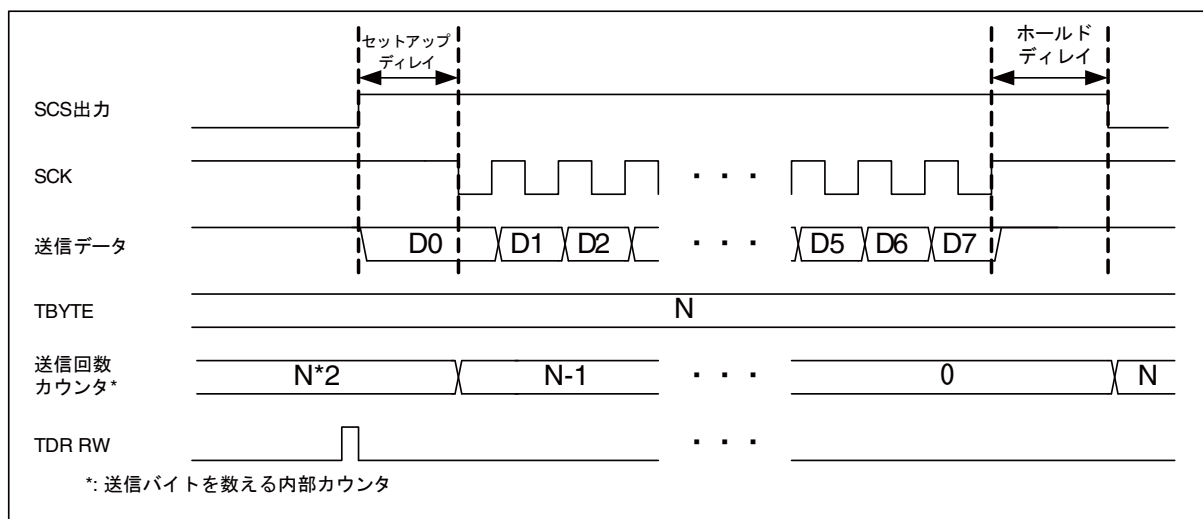 セットアップ
ディレイ
ホールド
ディレイ
SCS出力
SCK
・・・
送信データ
D0
D1
D2
・・・
D5
D6
D7
TBYTE
N
送信回数
カウンタ*
N*2
N-1
・・・
0
N
TDR RW
・・・
*: 送信バイトを数える内部カウンタ